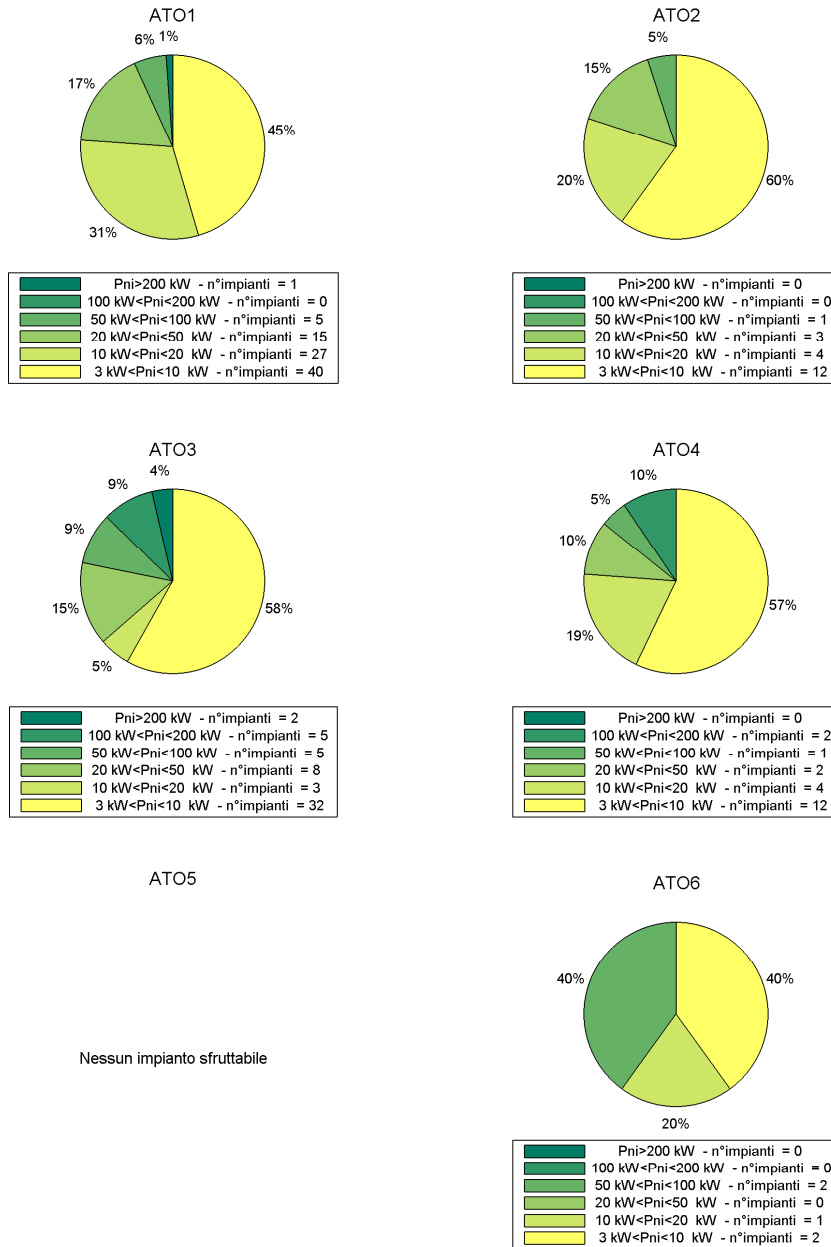 ATO1
6%
1%
17%
45%
31%
Pni>200 kW - n°impianti = 1
100 kW<Pni<200 kW - n°impianti = 0
50 kW<Pni<100 kW - n°impianti = 5
20 kW<Pni<50 kW - n°impianti = 15
10 kW<Pni<20 kW - n°impianti = 27
3 kW<Pni<10 kW - n°impianti = 40
ATO2
5%
15%
20%
60%
Pni>200 kW - n°impianti = 0
100 kW<Pni<200 kW - n°impianti = 0
50 kW<Pni<100 kW - n°impianti = 1
20 kW<Pni<50 kW - n°impianti = 3
10 kW<Pni<20 kW - n°impianti = 4
3 kW<Pni<10 kW - n°impianti = 12
ATO3
4%
9%
9%
15%
58%
5%
Pni>200 kW - n°impianti = 2
100 kW<Pni<200 kW - n°impianti = 5
50 kW<Pni<100 kW - n°impianti = 5
20 kW<Pni<50 kW - n°impianti = 8
10 kW<Pni<20 kW - n°impianti = 3
3 kW<Pni<10 kW - n°impianti = 32
ATO4
10%
5%
10%
57%
19%
Pni>200 kW - n°impianti = 0
100 kW<Pni<200 kW - n°impianti = 2
50 kW<Pni<100 kW - n°impianti = 1
20 kW<Pni<50 kW - n°impianti = 2
10 kW<Pni<20 kW - n°impianti = 4
3 kW<Pni<10 kW - n°impianti = 12
ATO5
Nessun impianto sfruttabile
ATO6
40%
40%
20%
Pni>200 kW - n°impianti = 0
100 kW<Pni<200 kW - n°impianti = 0
50 kW<Pni<100 kW - n°impianti = 2
20 kW<Pni<50 kW - n°impianti = 0
10 kW<Pni<20 kW - n°impianti = 1
3 kW<Pni<10 kW - n°impianti = 2